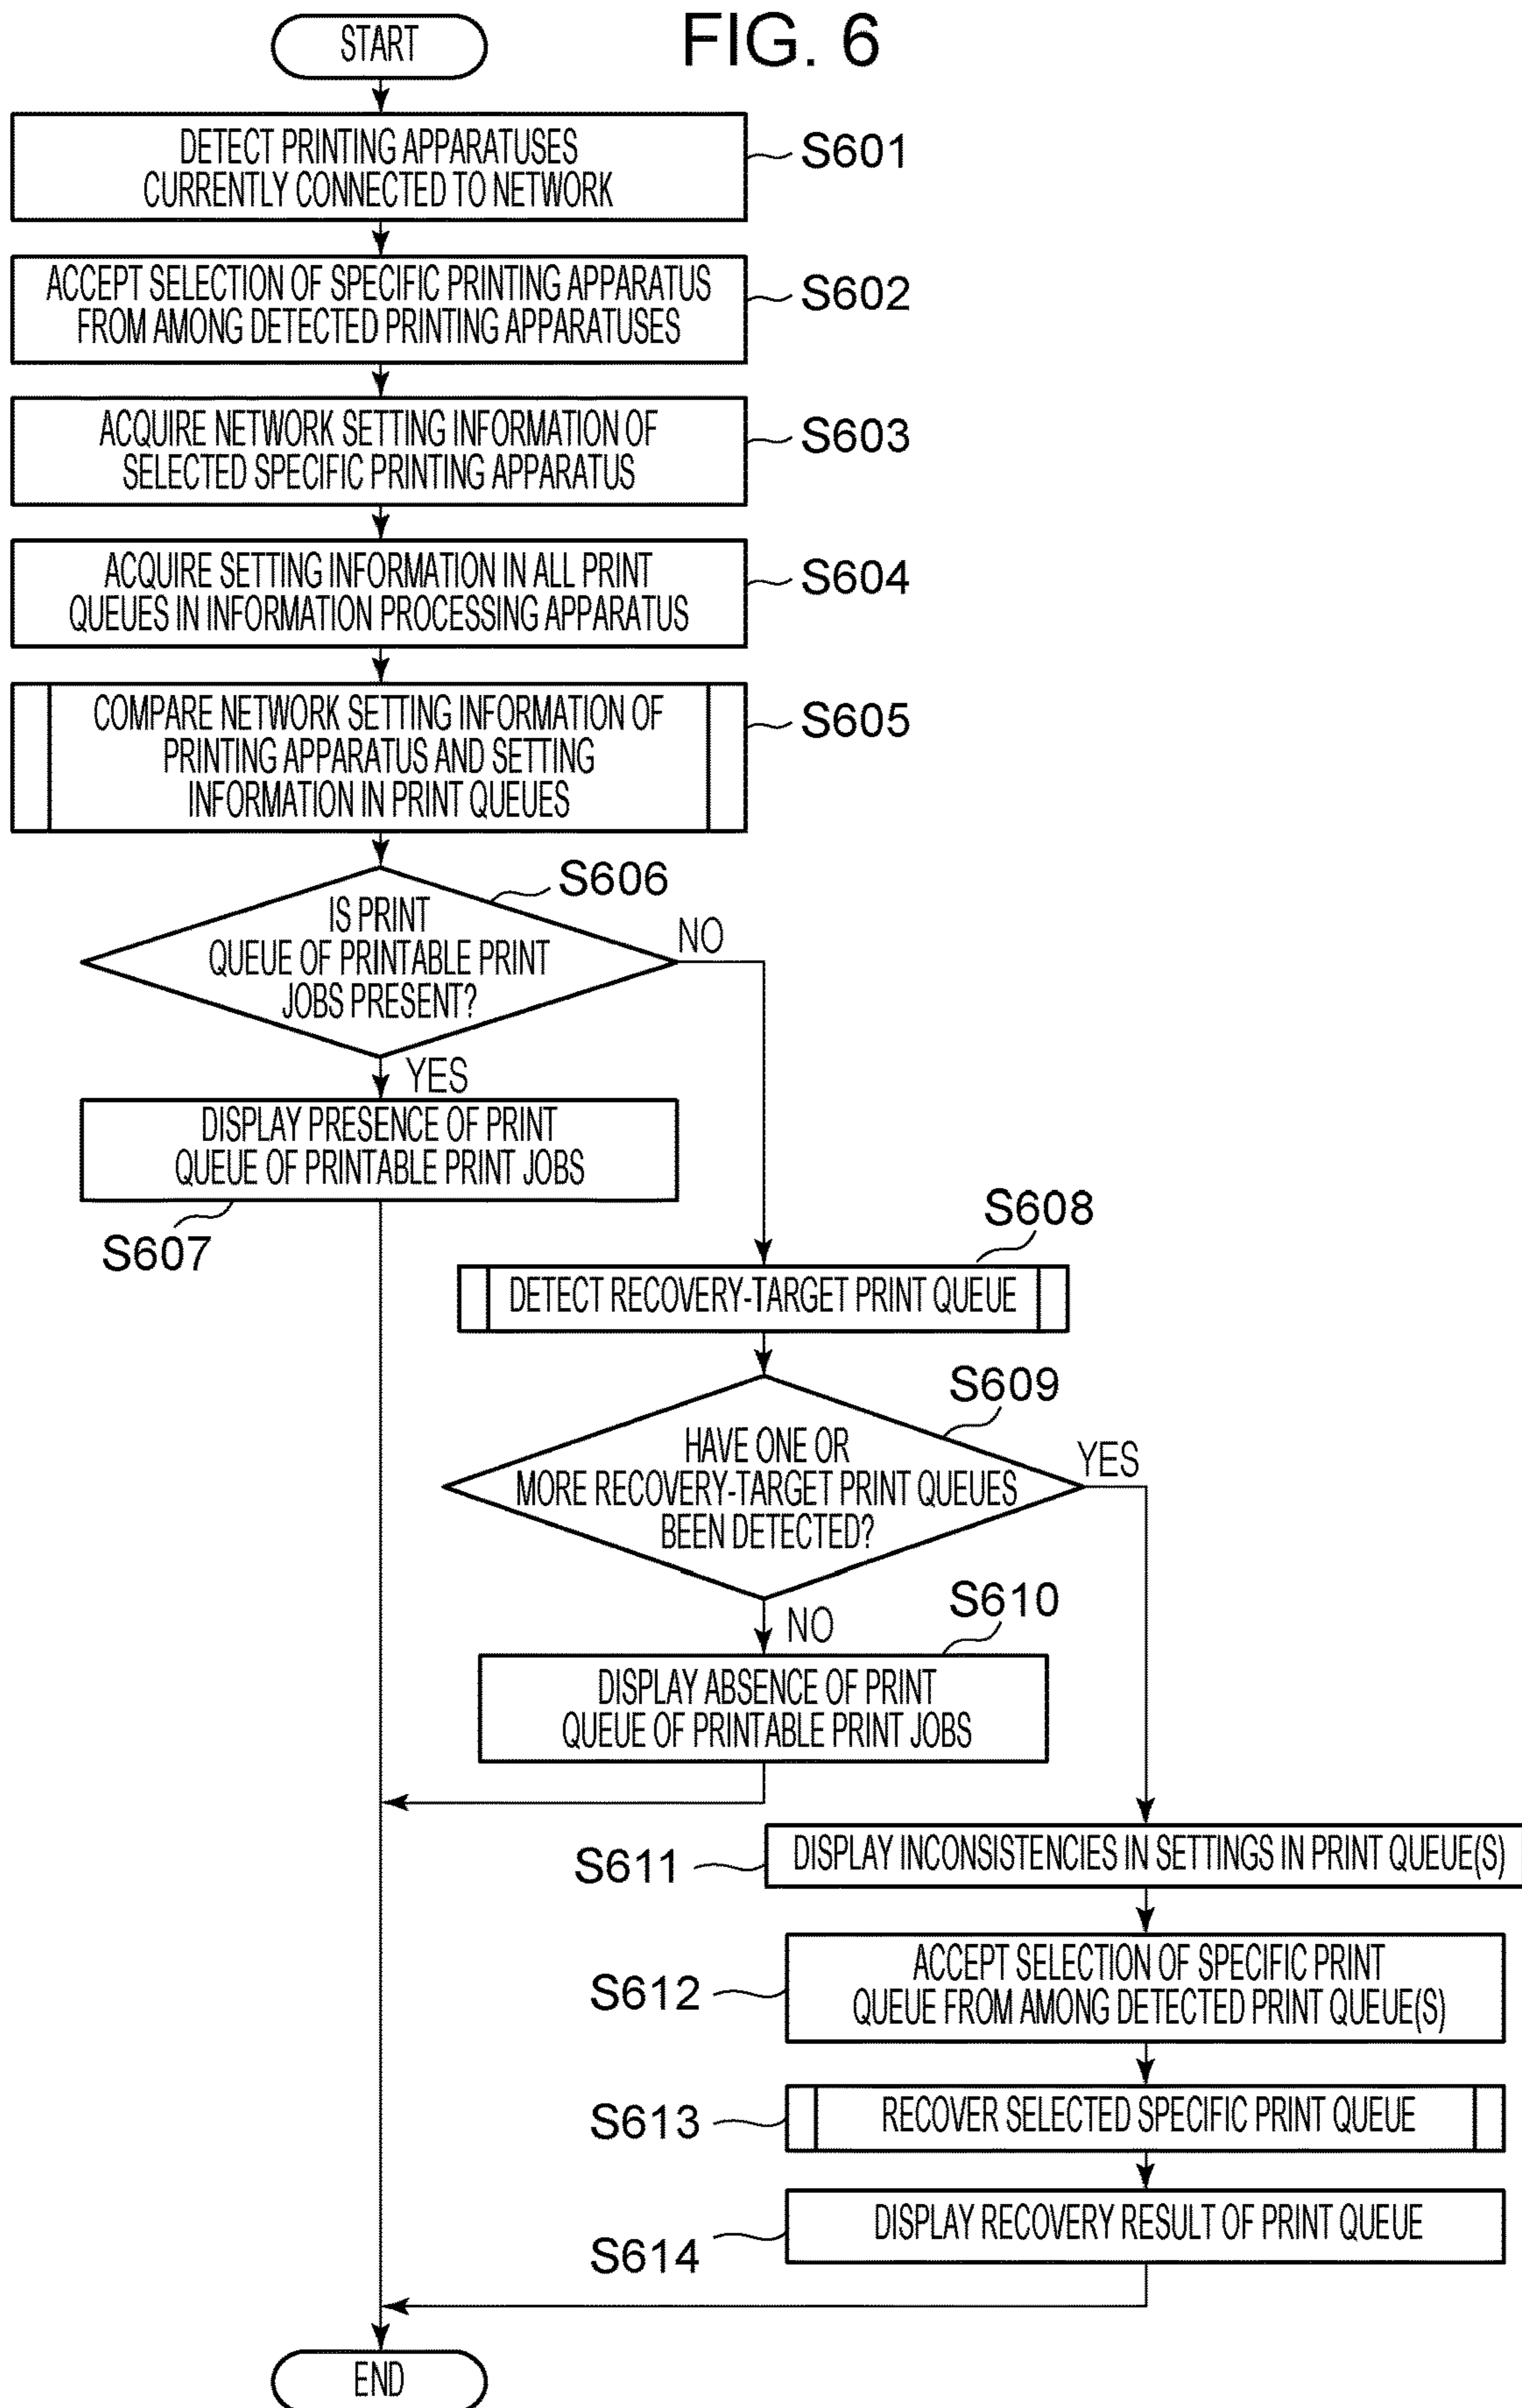 FIG. 6
START
DETECT PRINTING APPARATUSES
CURRENTLY CONNECTED TO NETWORK
S601
ACCEPT SELECTION OF SPECIFIC PRINTING APPARATUS
FROM AMONG DETECTED PRINTING APPARATUSES
S602
ACQUIRE NETWORK SETTING INFORMATION OF
SELECTED SPECIFIC PRINTING APPARATUS
S603
ACQUIRE SETTING INFORMATION IN ALL PRINT
QUEUES IN INFORMATION PROCESSING APPARATUS
S604
COMPARE NETWORK SETTING INFORMATION OF
PRINTING APPARATUS AND SETTING
INFORMATION IN PRINT QUEUES
S605
S606
IS PRINT
QUEUE OF PRINTABLE PRINT
JOBS PRESENT?
NO
YES
DISPLAY PRESENCE OF PRINT
QUEUE OF PRINTABLE PRINT JOBS
S607
S608
DETECT RECOVERY-TARGET PRINT QUEUE
S609
HAVE ONE OR
MORE RECOVERY-TARGET PRINT QUEUES
BEEN DETECTED?
YES
NO
S610
DISPLAY ABSENCE OF PRINT
QUEUE OF PRINTABLE PRINT JOBS
S611
DISPLAY INCONSISTENCIES IN SETTINGS IN PRINT QUEUE(S)
S612
ACCEPT SELECTION OF SPECIFIC PRINT
QUEUE FROM AMONG DETECTED PRINT QUEUE(S)
S613
RECOVER SELECTED SPECIFIC PRINT QUEUE
S614
DISPLAY RECOVERY RESULT OF PRINT QUEUE
END